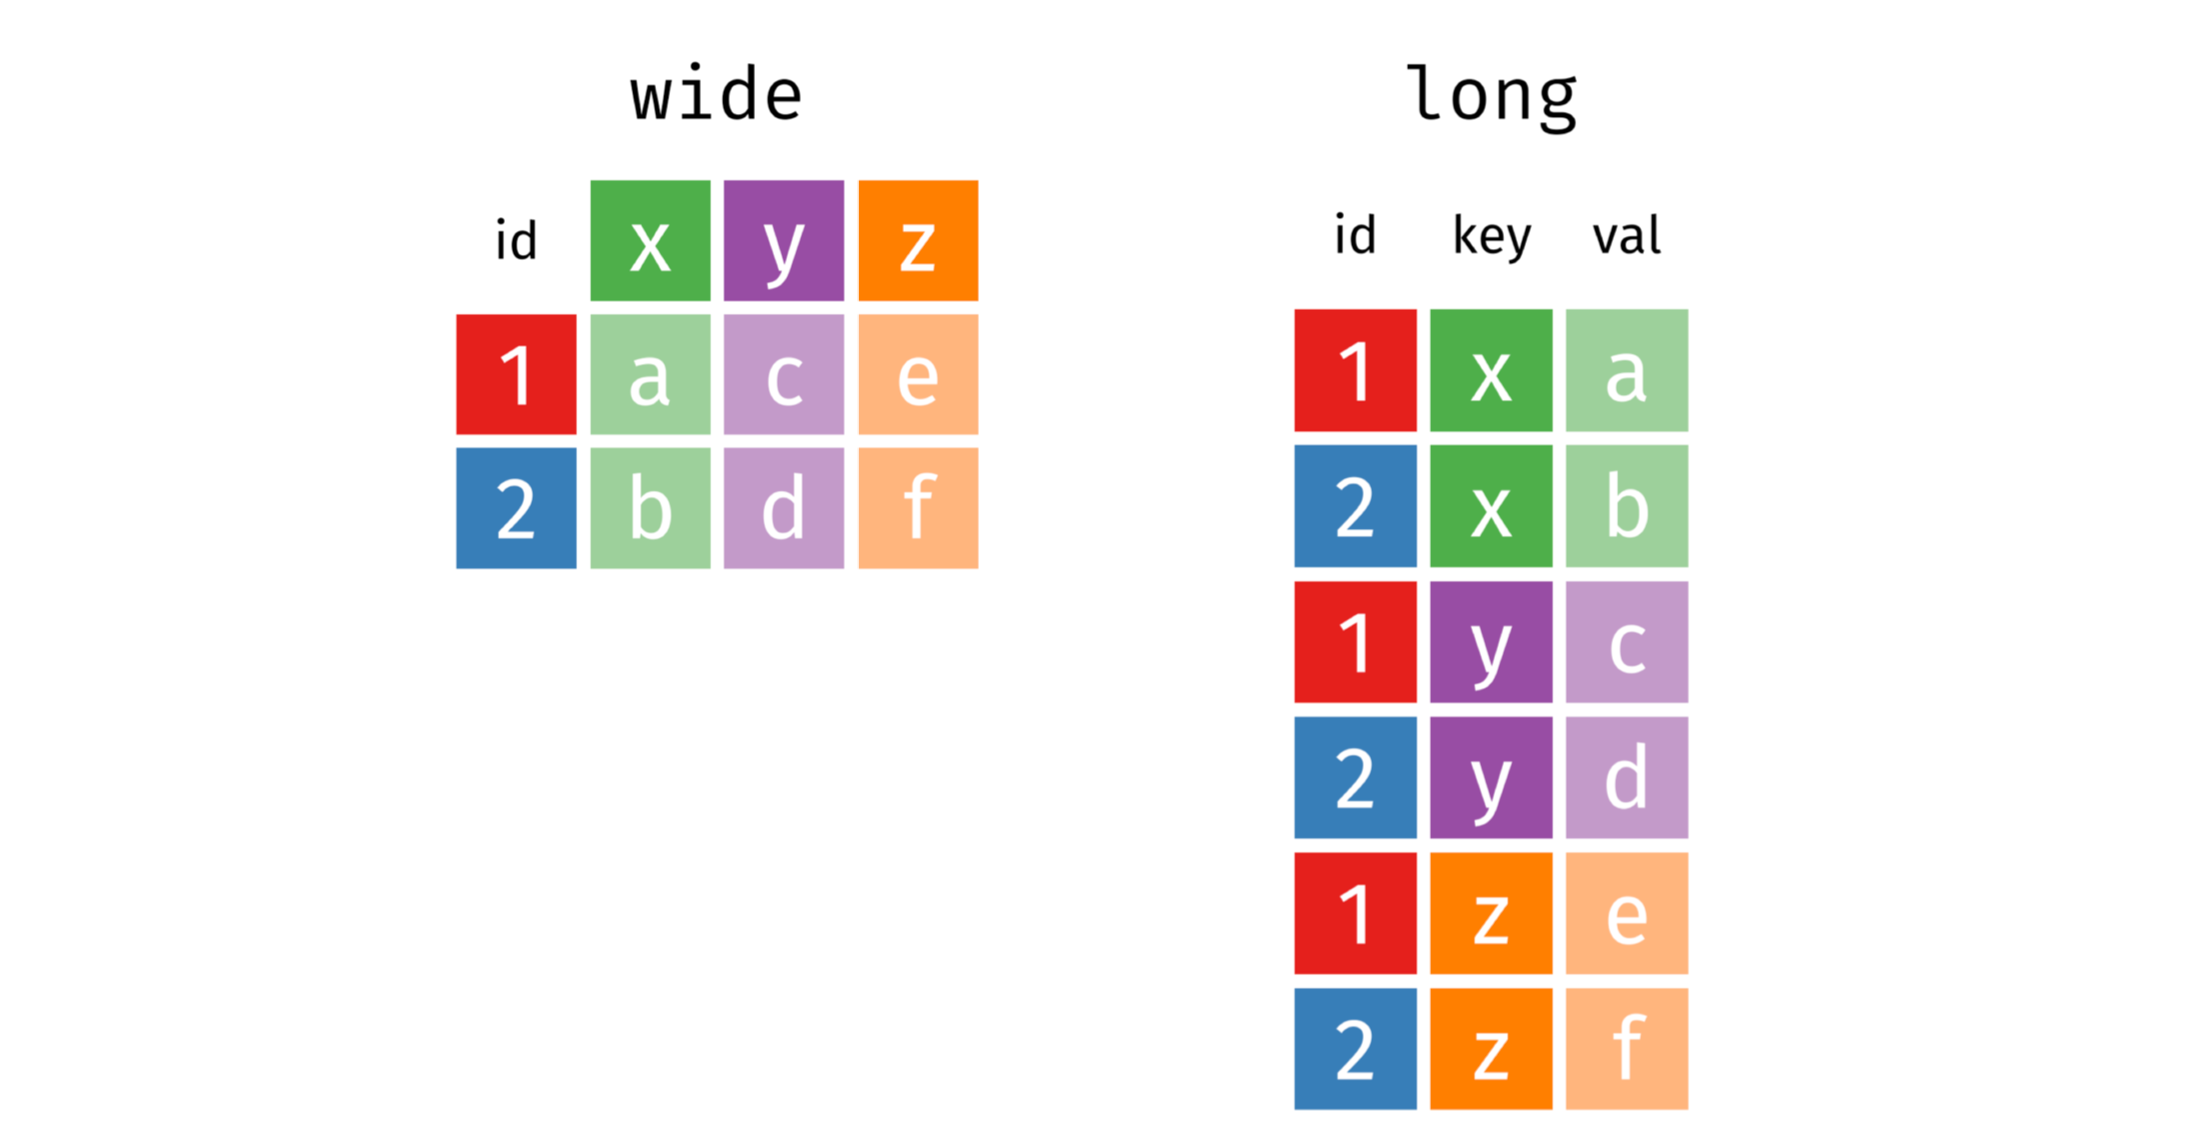 wide
id x y z
1 a c e
2 b d f
long
id key val
1 x a
2 x b
1 y c
2 y d
1 z e
2 z f